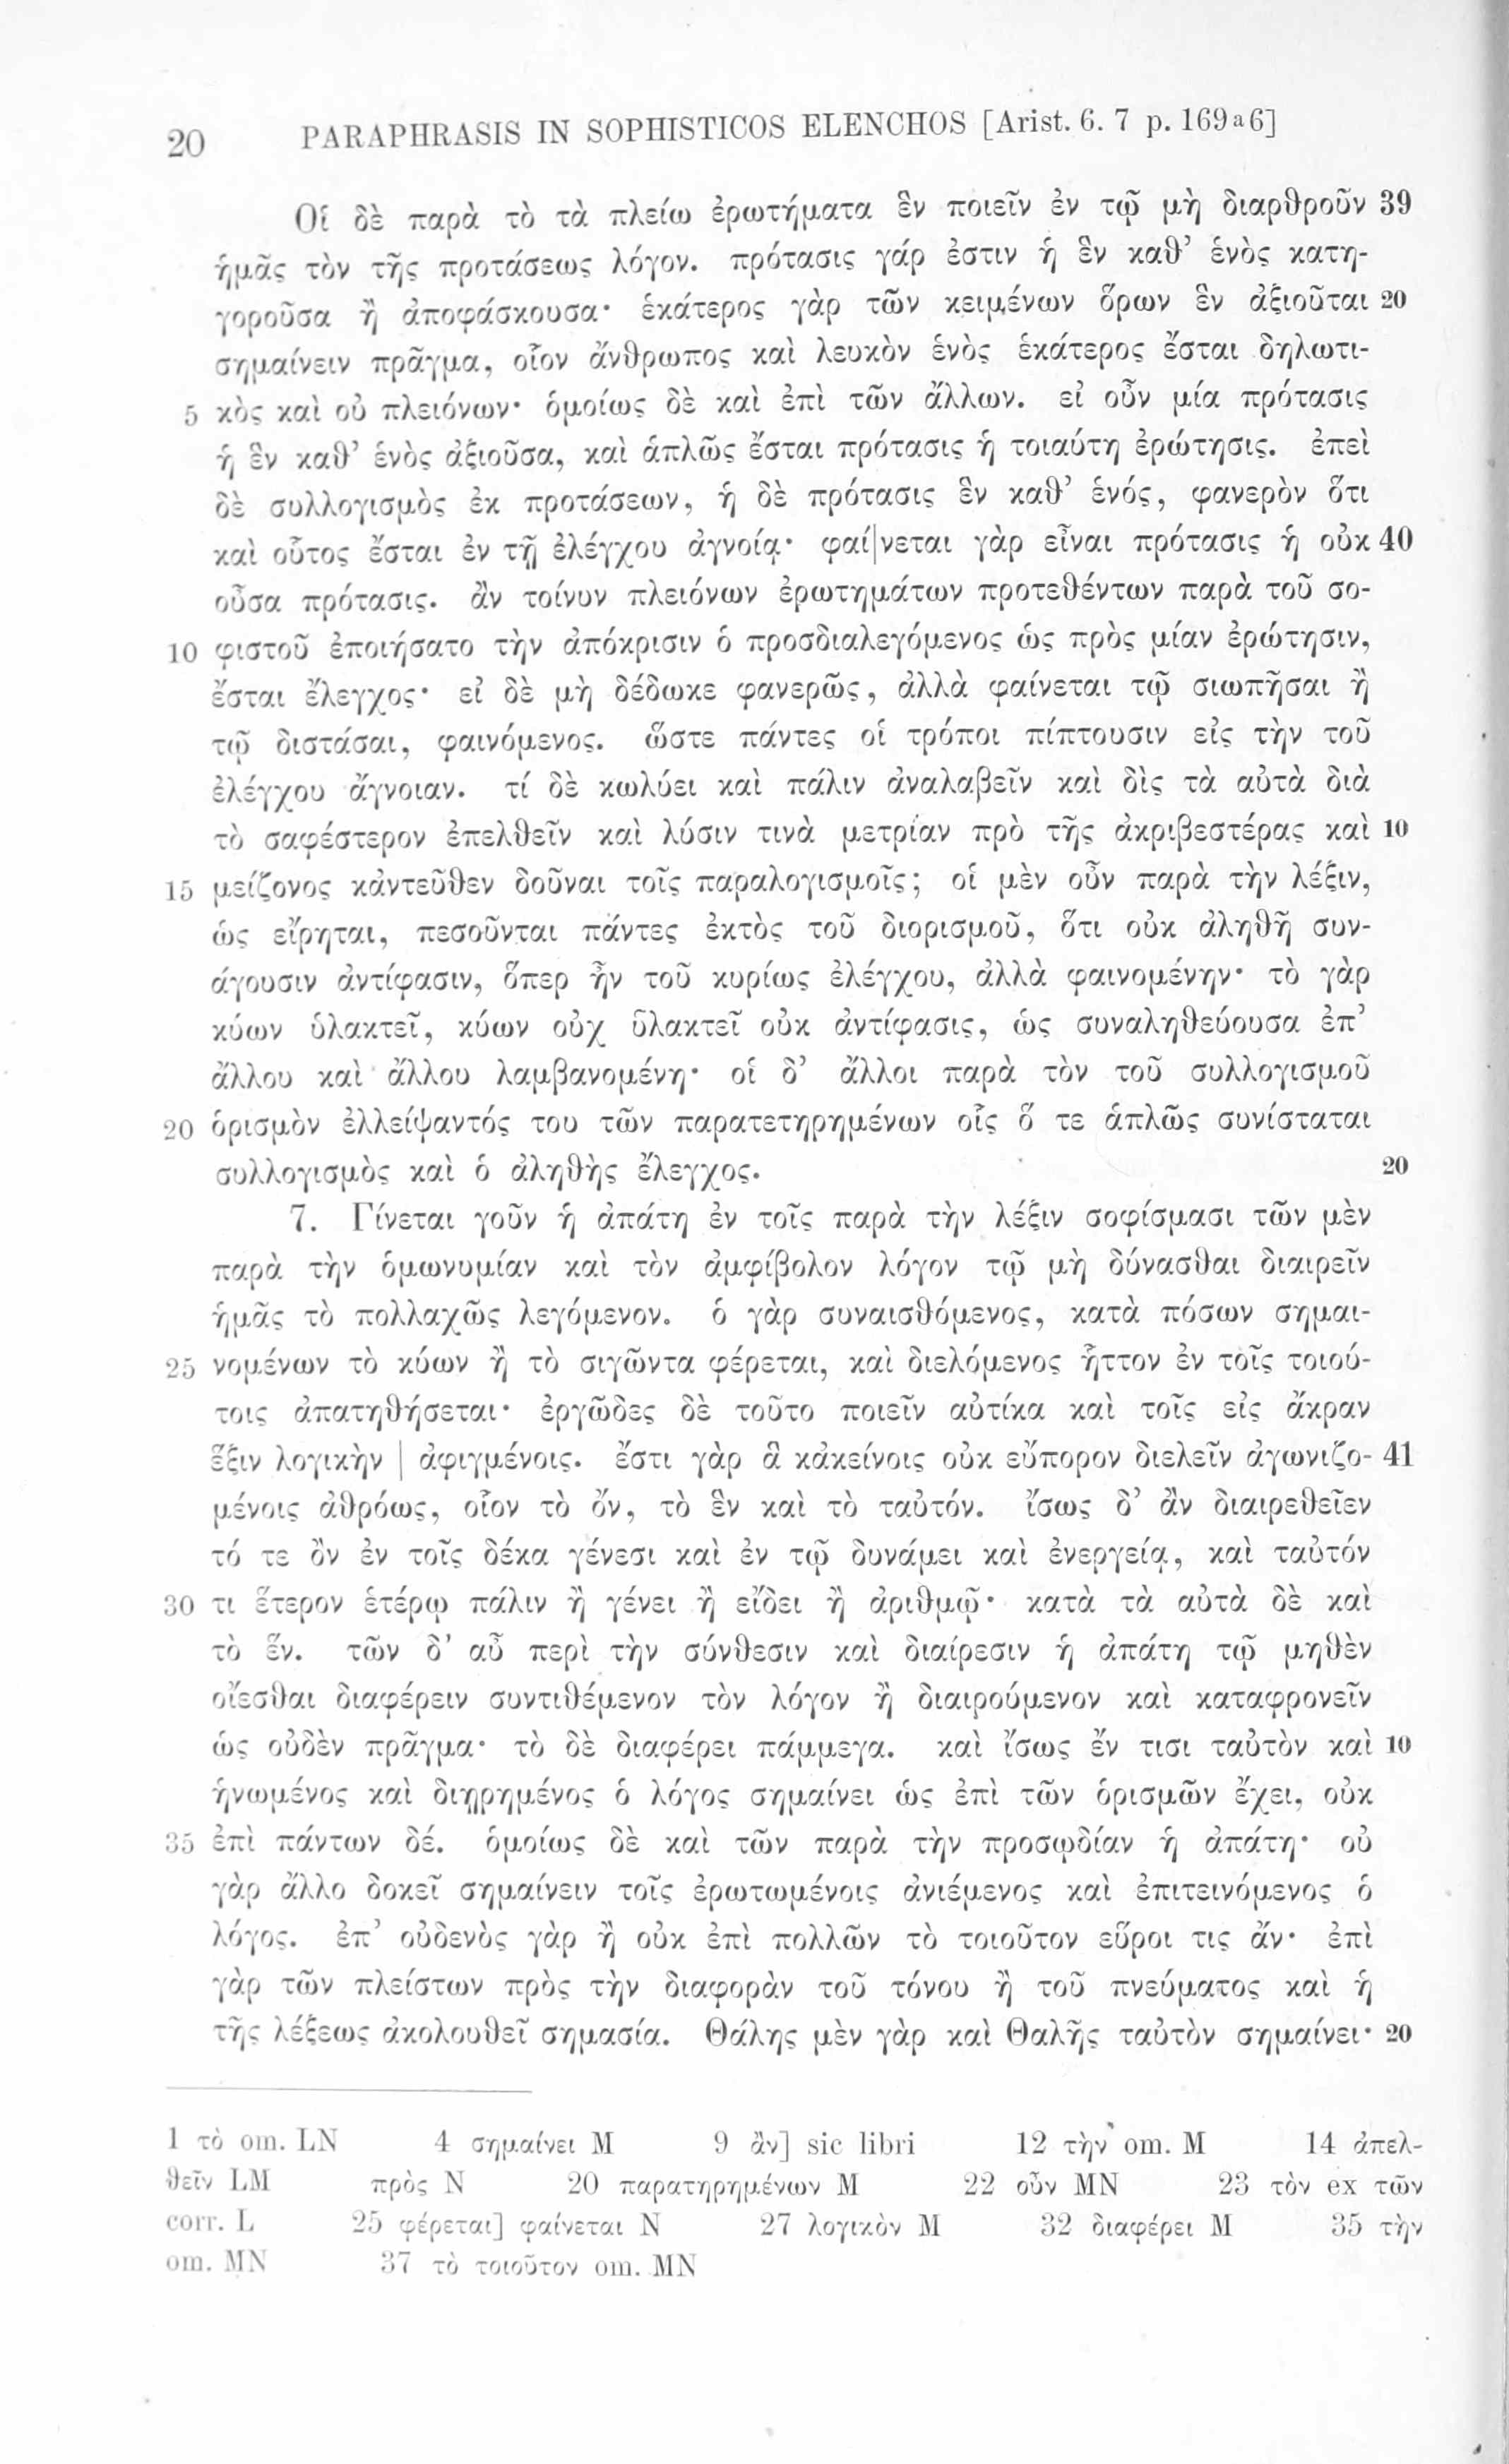 20 PARAPHRASIS IN SOPHISTICOS ELENCHOS [Arist. 6. 7 p. 169a6]
Οἱ δὲ παρὰ τὸ τὰ πλείω ἐρωτήματα ἓν ποιεῖν ἐν τῷ μὴ διαρθροῦν 39
ἡμᾶς τὸν τῆς προτάσεως λόγον. πρότασις γάρ ἐστιν ἡ ἓν καθ’ ἑνὸς κατη-
γοροῦσα ἢ ἀποφάσκουσα· ἑκάτερος γὰρ τῶν κειμένων ὅρων ἓν ἀξιοῦται 20
σημαίνειν πρᾶγμα, οἷον ἄνθρωπος καὶ λευκὸν ἑνὸς ἑκάτερος ἔσται δηλωτι-
5 κὸς καὶ οὐ πλειόνων· ὁμοίως δὲ καὶ ἐπὶ τῶν ἄλλων. εἰ οὖν μία πρότασις
ἡ ἓν καθ’ ἑνὸς ἀξιοῦσα, καὶ ἁπλῶς ἔσται πρότασις ἡ τοιαύτη ἐρώτησις. ἐπεὶ
δὲ συλλογισμὸς ἐκ προτάσεων, ἡ δὲ πρότασις ἓν καθ’ ἑνός, φανερὸν ὅτι
καὶ οὗτος ἔσται ἐν τῇ ἐλέγχου ἀγνοίᾳ· φαί|νεται γὰρ εἶναι πρότασις ἡ οὐκ 40
οὖσα πρότασις. ἂν τοίνυν πλειόνων ἐρωτημάτων προτεθέντων παρὰ τοῦ σο-
10 φιστοῦ ἐποιήσατο τὴν ἀπόκρισιν ὁ προσδιαλεγόμενος ὡς πρὸς μίαν ἐρώτησιν,
ἔσται ἔλεγχος· εἰ δὲ μὴ δέδωκε φανερῶς, ἀλλὰ φαίνεται τῷ σιωπῆσαι ἢ
τῷ διστάσαι, φαινόμενος. ὥστε πάντες οἱ τρόποι πίπτουσιν εἰς τὴν τοῦ
ἐλέγχου ἄγνοιαν. τί δὲ κωλύει καὶ πάλιν ἀναλαβεῖν καὶ δὶς τὰ αὐτὰ διὰ
τὸ σαφέστερον ἐπελθεῖν καὶ λύσιν τινὰ μετρίαν πρὸ τῆς ἀκριβεστέρας καὶ 10
15 μείζονος κἀντεῦθεν δοῦναι τοῖς παραλογισμοῖς; οἱ μὲν οὖν παρὰ τὴν λέξιν,
ὡς εἴρηται, πεσοῦνται πάντες ἐκτὸς τοῦ διορισμοῦ, ὅτι οὐκ ἀληθῆ συν-
άγουσιν ἀντίφασιν, ὅπερ ἦν τοῦ κυρίως ἐλέγχου, ἀλλὰ φαινομένην· τὸ γὰρ
κύων ὑλακτεῖ, κύων οὐχ ὑλακτεῖ οὐκ ἀντίφασις, ὡς συναληθεύουσα ἐπ’
ἄλλου καὶ ἄλλου λαμβανομένη· οἱ δ’ ἄλλοι παρὰ τὸν τοῦ συλλογισμοῦ
20 ὁρισμὸν ἐλλείψαντός του τῶν παρατετηρημένων οἷς ὅ τε ἁπλῶς συνίσταται
συλλογισμὸς καὶ ὁ ἀληθὴς ἔλεγχος. 20
7. Γίνεται γοῦν ἡ ἀπάτη ἐν τοῖς παρὰ τὴν λέξιν σοφίσμασι τῶν μὲν
παρὰ τὴν ὁμωνυμίαν καὶ τὸν ἀμφίβολον λόγον τῷ μὴ δύνασθαι διαιρεῖν
ἡμᾶς τὸ πολλαχῶς λεγόμενον. ὁ γὰρ συναισθόμενος, κατὰ πόσων σημαι-
25 νομένων τὸ κύων ἢ τὸ σιγῶντα φέρεται, καὶ διελόμενος ἧττον ἐν τοῖς τοιού-
τοις ἀπατηθήσεται· ἐργῶδες δὲ τοῦτο ποιεῖν αὐτίκα καὶ τοῖς εἰς ἄκραν
ἕξιν λογικὴν | ἀφιγμένοις. ἔστι γὰρ ἃ κἀκείνοις οὐκ εὔπορον διελεῖν ἀγωνιζο- 41
μένοις ἀθρόως, οἷον τὸ ὄν, τὸ ἓν καὶ τὸ ταὐτόν. ἴσως δ’ ἂν διαιρεθεῖεν
τό τε ὂν ἐν τοῖς δέκα γένεσι καὶ ἐν τῷ δυνάμει καὶ ἐνεργείᾳ, καὶ ταὐτόν
30 τι ἕτερον ἑτέρῳ πάλιν ἢ γένει ἢ εἴδει ἢ ἀριθμῷ· κατὰ τὰ αὐτὰ δὲ καὶ
τὸ ἕν. τῶν δ’ αὖ περὶ τὴν σύνθεσιν καὶ διαίρεσιν ἡ ἀπάτη τῷ μηθὲν
οἴεσθαι διαφέρειν συντιθέμενον τὸν λόγον ἢ διαιρούμενον καὶ καταφρονεῖν
ὡς οὐδὲν πρᾶγμα· τὸ δὲ διαφέρει πάμμεγα. καὶ ἴσως ἔν τισι ταὐτὸν καὶ 10
ἡνωμένος καὶ διῃρημένος ὁ λόγος σημαίνει ὡς ἐπὶ τῶν ὁρισμῶν ἔχει, οὐκ
35 ἐπὶ πάντων δέ. ὁμοίως δὲ καὶ τῶν παρὰ τὴν προσῳδίαν ἡ ἀπάτη· οὐ
γὰρ ἄλλο δοκεῖ σημαίνειν τοῖς ἐρωτωμένοις ἀνιέμενος καὶ ἐπιτεινόμενος ὁ
λόγος. ἐπ’ οὐδενὸς γὰρ ἢ οὐκ ἐπὶ πολλῶν τὸ τοιοῦτον εὕροι τις ἄν· ἐπὶ
γὰρ τῶν πλείστων πρὸς τὴν διαφορὰν τοῦ τόνου ἢ τοῦ πνεύματος καὶ ἡ
τῆς λέξεως ἀκολουθεῖ σημασία. Θάλης μὲν γὰρ καὶ Θαλῆς ταὐτὸν σημαίνει· 20
1 τὸ om. LN 4 σημαίνει M 9 ἂν] sic libri 12 τὴν om. M 14 ἀπελ-
θεῖν LM πρὸς N 20 παρατηρημένων M 22 οὖν MN 23 τὸν ex τῶν
corr. L 25 φέρεται] φαίνεται N 27 λογικὸν M 32 διαφέρει M 35 τὴν
om. MN 37 τὸ τοιοῦτον om. MN